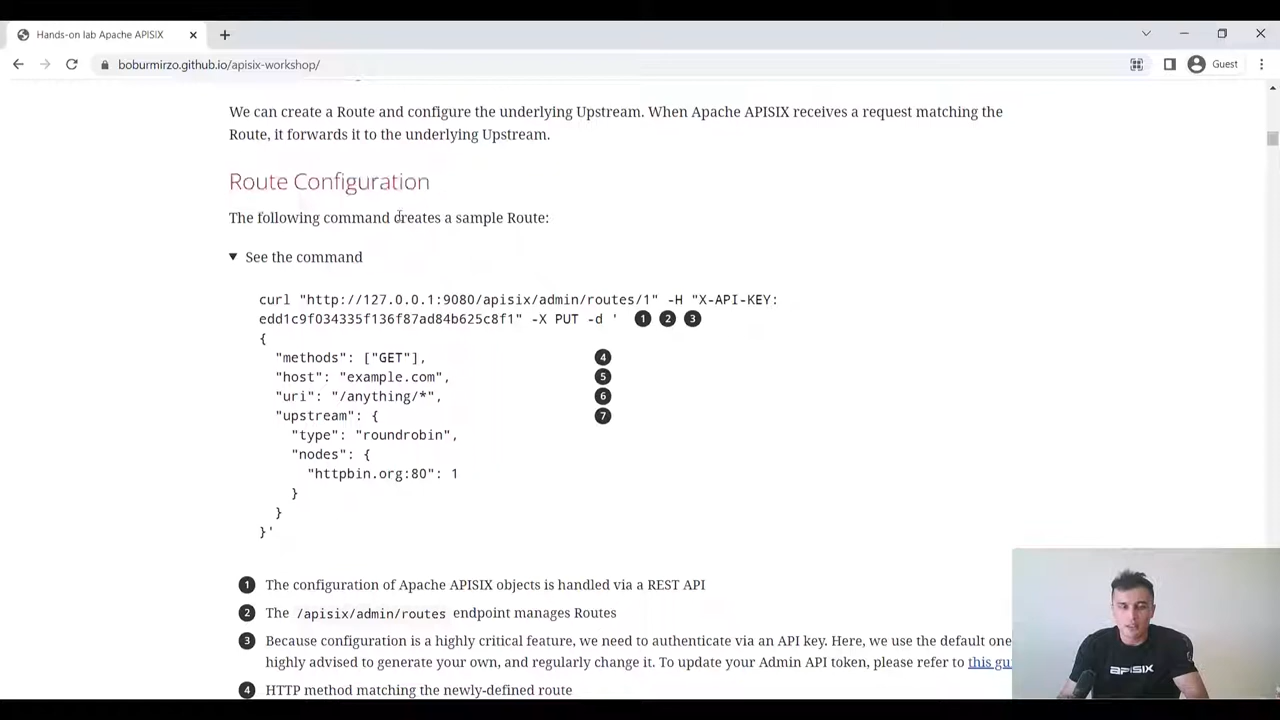 Hands-on lab Apache APISIX
boburmirzo.github.io/apisix-workshop/
Guest
We can create a Route and configure the underlying Upstream. When Apache APISIX receives a request matching the
Route, it forwards it to the underlying Upstream.
Route Configuration
The following command creates a sample Route:
See the command
curl "http://127.0.0.1:9080/apisix/admin/routes/1" -H "X-API-KEY:
edd1c9f034335f136f87ad84b625c8f1" -X PUT -d ' 1 2 3
{
"methods": ["GET"], 4
"host": "example.com", 5
"uri": "/anything/*", 6
"upstream": { 7
"type": "roundrobin",
"nodes": {
"httpbin.org:80": 1
}
}
}'
1 The configuration of Apache APISIX objects is handled via a REST API
2 The /apisix/admin/routes endpoint manages Routes
3 Because configuration is a highly critical feature, we need to authenticate via an API key. Here, we use the default one
highly advised to generate your own, and regularly change it. To update your Admin API token, please refer to this gu
4 HTTP method matching the newly-defined route
APISIX